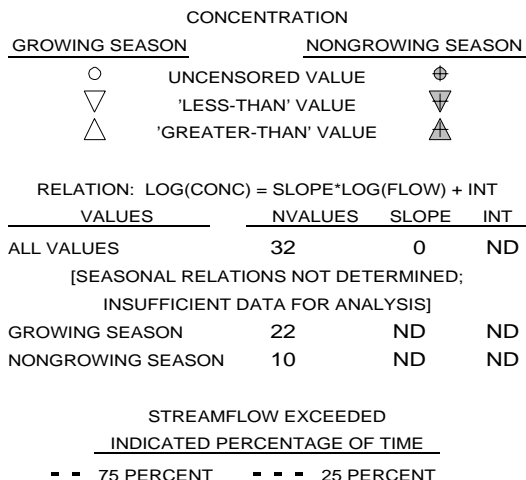 CONCENTRATION
GROWING SEASON NONGROWING SEASON
UNCENSORED VALUE
'LESS-THAN' VALUE
'GREATER-THAN' VALUE
RELATION: LOG(CONC) = SLOPE*LOG(FLOW) + INT
VALUES NVALUES SLOPE INT
ALL VALUES 32 0 ND
[SEASONAL RELATIONS NOT DETERMINED;
INSUFFICIENT DATA FOR ANALYSIS]
GROWING SEASON 22 ND ND
NONGROWING SEASON 10 ND ND
STREAMFLOW EXCEEDED
INDICATED PERCENTAGE OF TIME
75 PERCENT 25 PERCENT